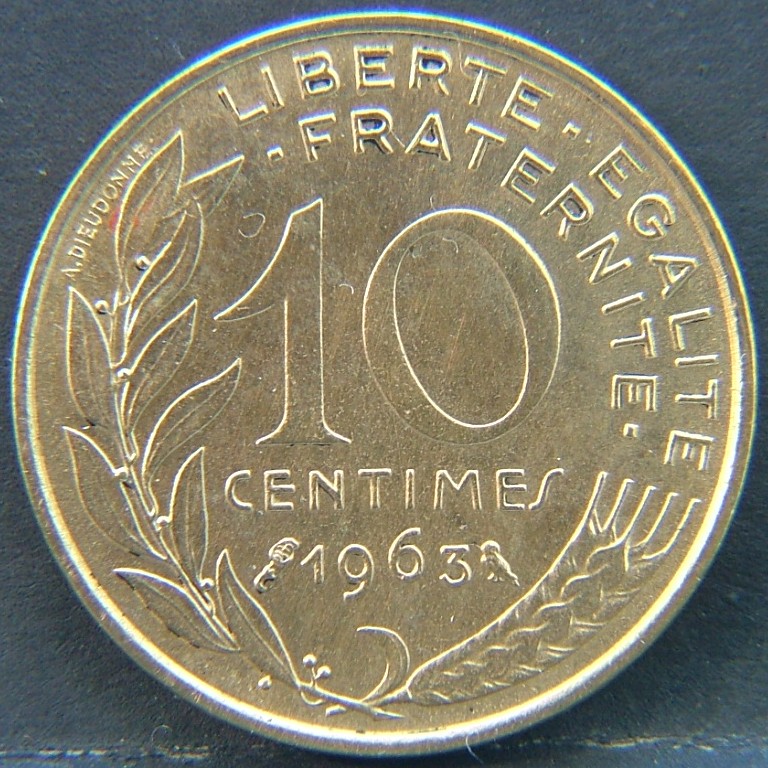 LIBERTE · EGALITE
· FRATERNITE ·
A. DIEUDONNE ·
10
CENTIMES
1963